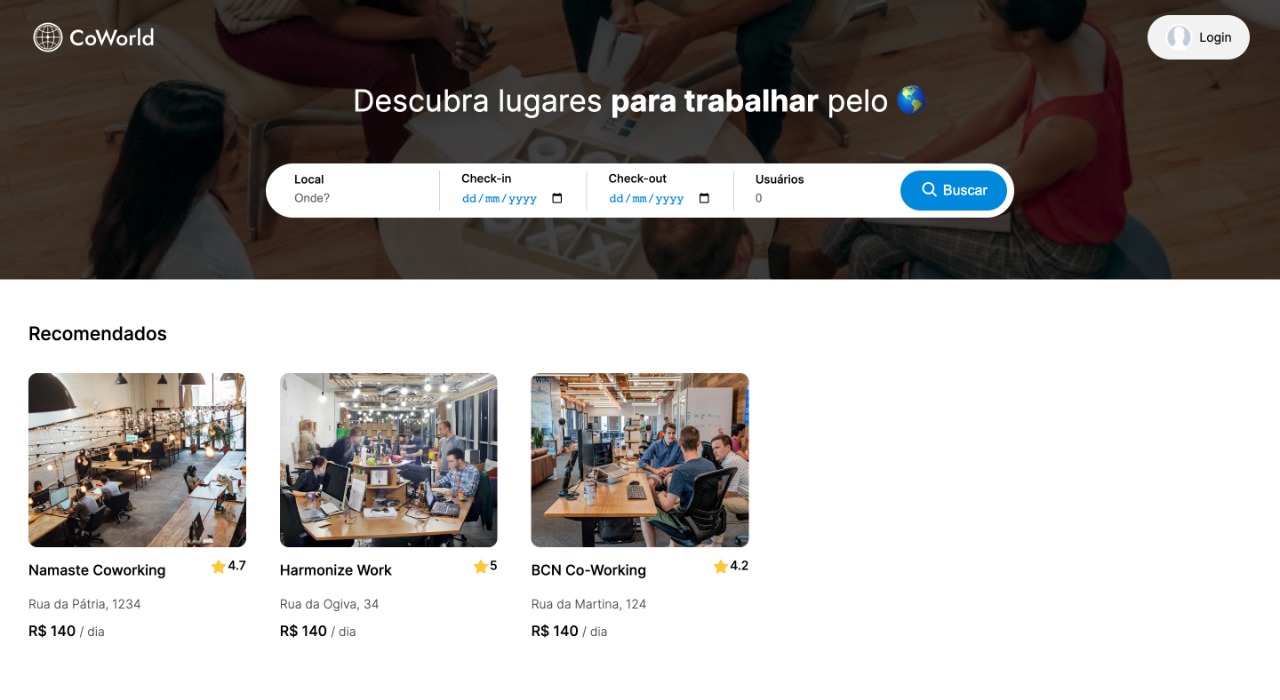 CoWorld
Login
Descubra lugares para trabalhar pelo 🌎
Local
Onde?
Check-in
dd/mm/yyyy
Check-out
dd/mm/yyyy
Usuários
0
Buscar
Recomendados
Namaste Coworking
4.7
Rua da Pátria, 1234
R$ 140 / dia
Harmonize Work
5
Rua da Ogiva, 34
R$ 140 / dia
BCN Co-Working
4.2
Rua da Martina, 124
R$ 140 / dia